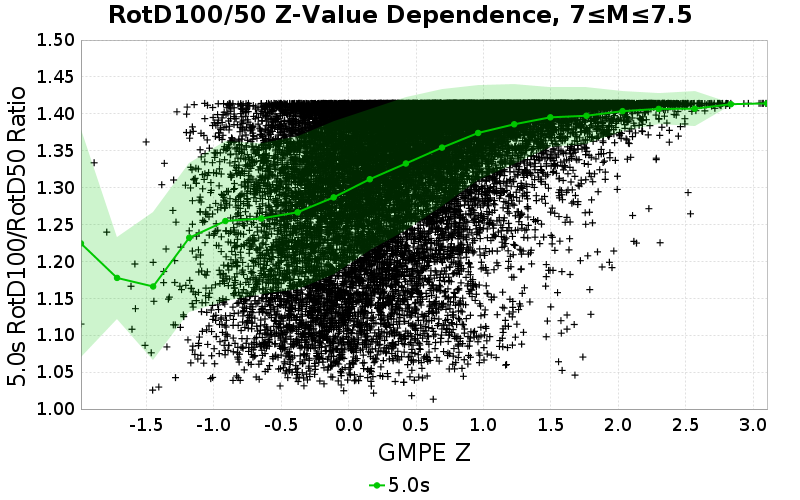 RotD100/50 Z-Value Dependence, 7≤M≤7.5
5.0s RotD100/RotD50 Ratio
1.50
1.45
1.40
1.35
1.30
1.25
1.20
1.15
1.10
1.05
1.00
-1.5 -1.0 -0.5 0.0 0.5 1.0 1.5 2.0 2.5 3.0
GMPE Z
5.0s